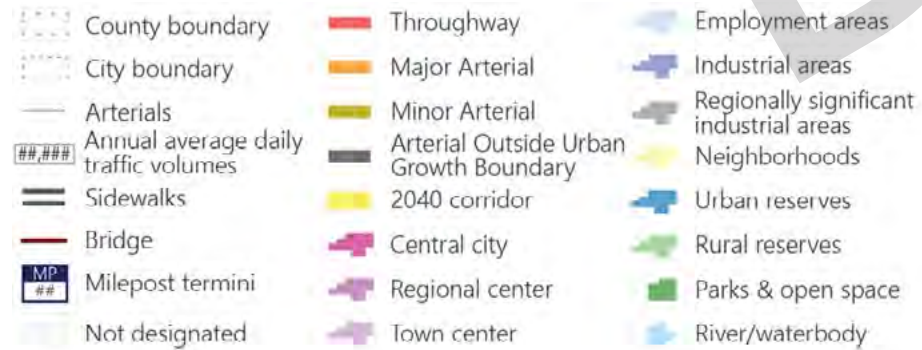 County boundary
City boundary
Arterials
##,###
Annual average daily
traffic volumes
Sidewalks
Bridge
MP
##
Milepost termini
Not designated
Throughway
Major Arterial
Minor Arterial
Arterial Outside Urban
Growth Boundary
2040 corridor
Central city
Regional center
Town center
Employment areas
Industrial areas
Regionally significant
industrial areas
Neighborhoods
Urban reserves
Rural reserves
Parks & open space
River/waterbody